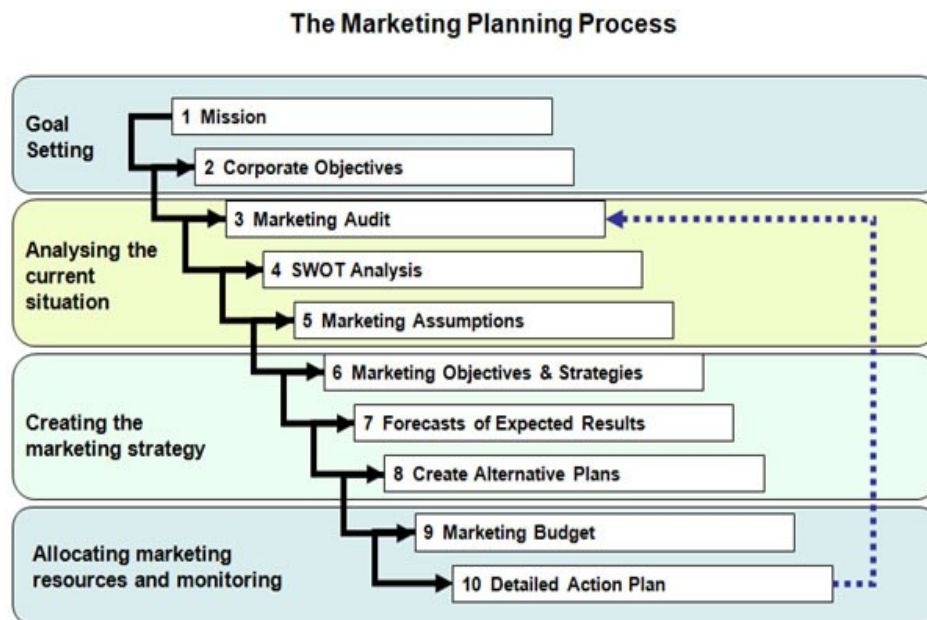 The Marketing Planning Process
Goal
Setting
1 Mission
2 Corporate Objectives
Analysing the
current
situation
3 Marketing Audit
4 SWOT Analysis
5 Marketing Assumptions
Creating the
marketing strategy
6 Marketing Objectives & Strategies
7 Forecasts of Expected Results
8 Create Alternative Plans
Allocating marketing
resources and monitoring
9 Marketing Budget
10 Detailed Action Plan